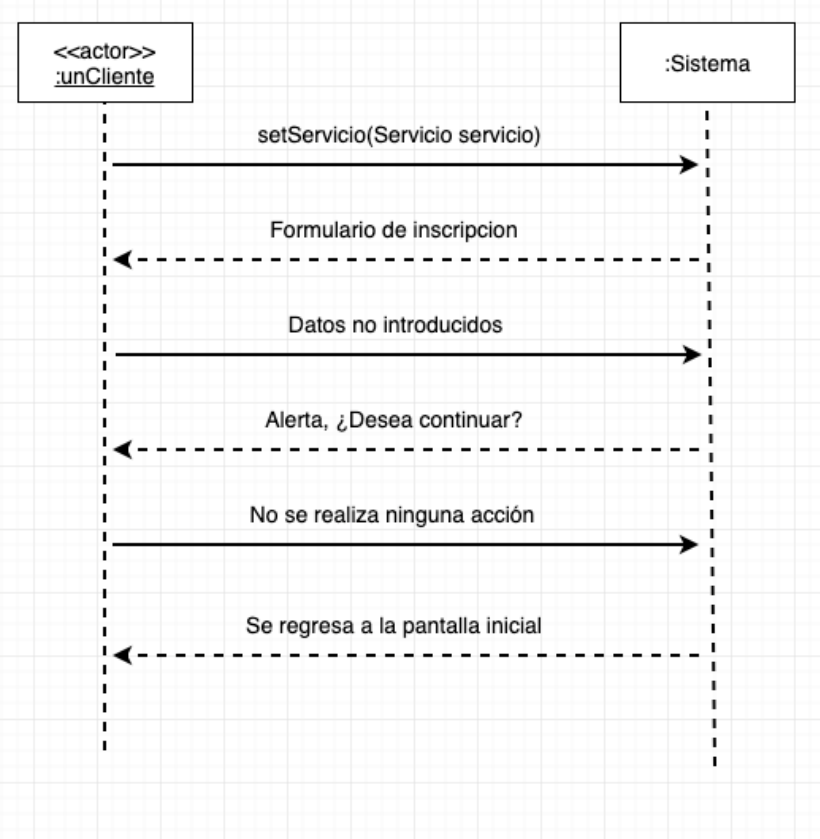 <<actor>>
:unCliente
:Sistema
setServicio(Servicio servicio)
Formulario de inscripcion
Datos no introducidos
Alerta, ¿Desea continuar?
No se realiza ninguna acción
Se regresa a la pantalla inicial